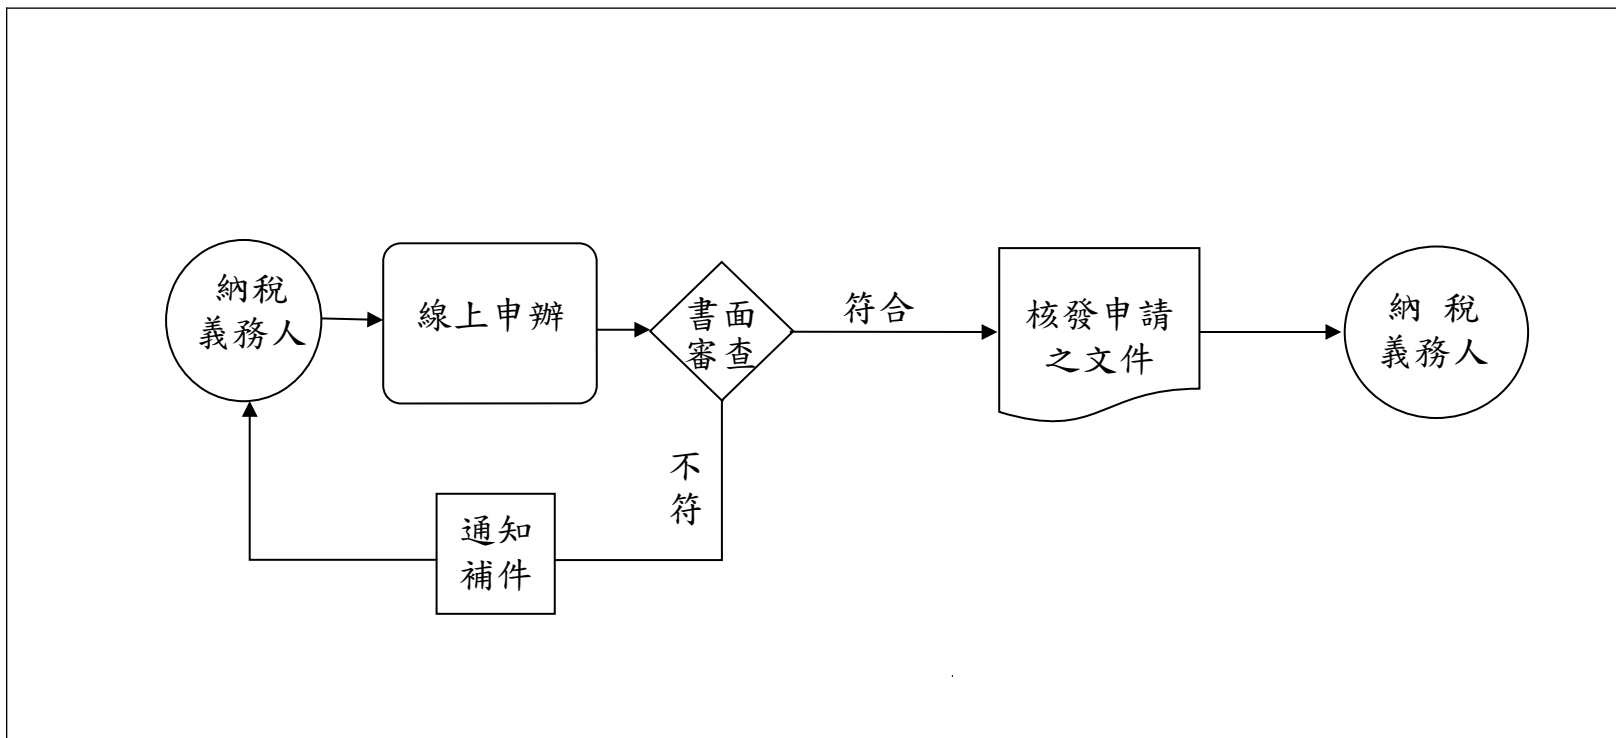 納稅
義務人
線上申辦
書面
審查
符合
核發申請
之文件
納 稅
義務人
不
符
通知
補件